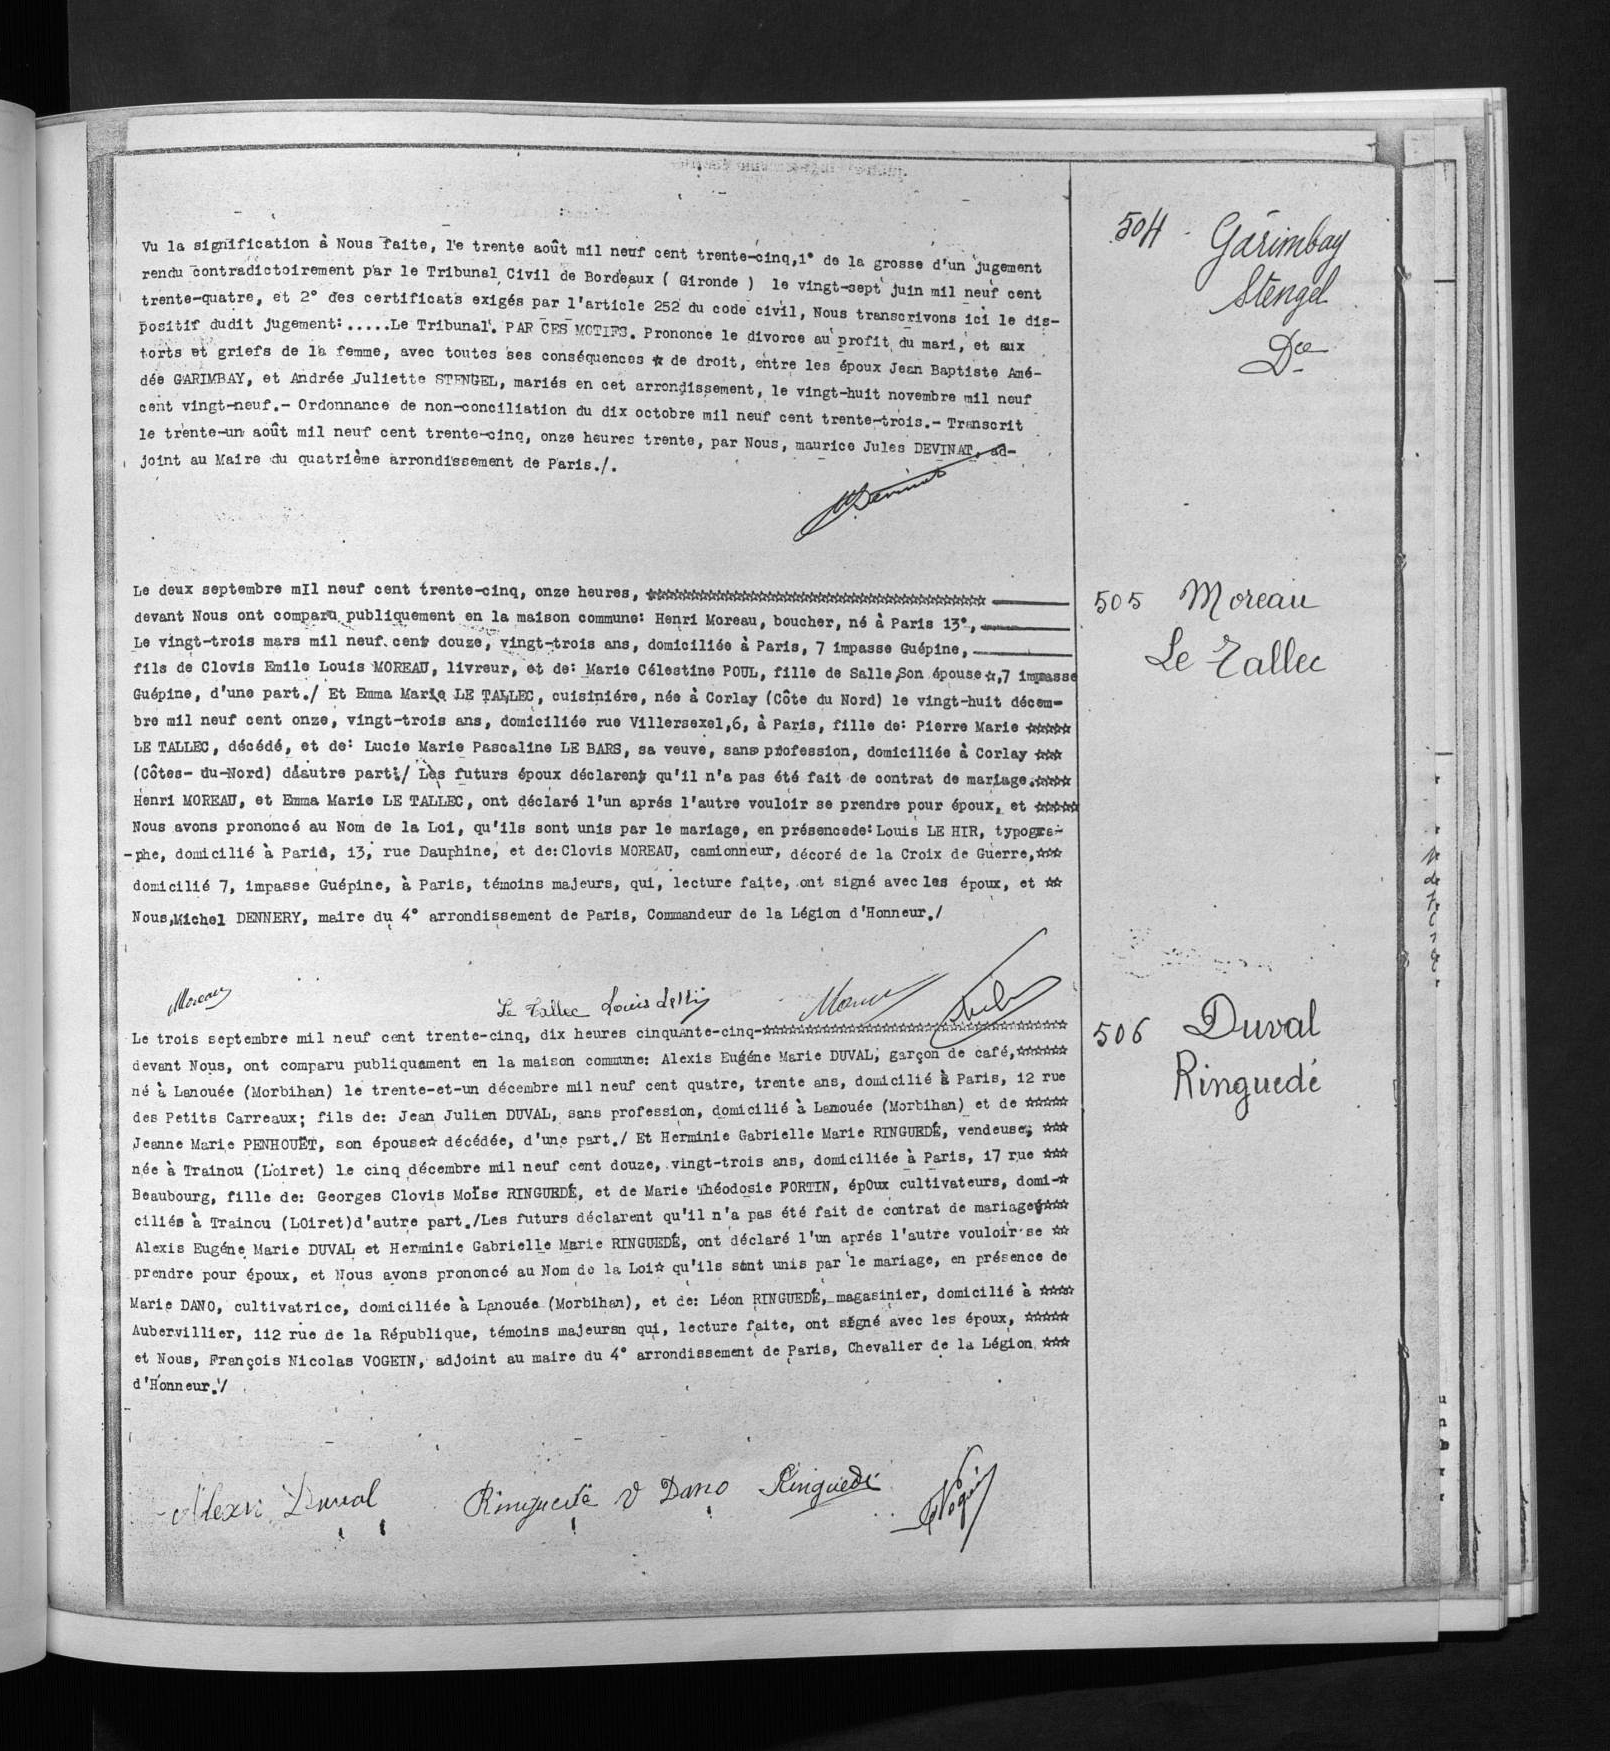 Vu la signification à Nous faite, le trente août mil neuf cent trente-cinq,1° de la grosse d'un jugement
rendu contradictoirement par le Tribunal Civil de Bordeaux ( Gironde ) le vingt-sept juin mil neuf cent
trente-quatre, et 2° des certificats exigés par l'article 252 du code civil, Nous transcrivons ici le dis-
positif dudit jugement:.....Le Tribunal. PAR CES MOTIFS. Prononce le divorce au profit du mari, et aux
torts et griefs de la femme, avec toutes ses conséquences ☆ de droit, entre les époux Jean Baptiste Amé-
dée GARIMBAY, et Andrée Juliette STENGEL, mariés en cet arrondissement, le vingt-huit novembre mil neuf
cent vingt-neuf.- Ordonnance de non-conciliation du dix octobre mil neuf cent trente-trois.- Transcrit
le trente-un août mil neuf cent trente-cinq, onze heures trente, par Nous, maurice Jules DEVINAT, ad-
joint au Maire du quatrième arrondissement de Paris./.
504 Garimbay
Stengel
Dce
Devinat
Le deux septembre mIl neuf cent trente-cinq, onze heures, ☆☆☆☆☆☆☆☆☆☆☆☆☆☆☆☆☆☆☆☆☆☆☆☆☆☆☆☆☆☆☆☆☆☆☆☆☆☆☆
devant Nous ont comparu publiquement en la maison commune: Henri Moreau, boucher, né à Paris 13°,
Le vingt-trois mars mil neuf cent douze, vingt-trois ans, domiciliée à Paris, 7 impasse Guépine,
fils de Clovis Emile Louis MOREAU, livreur, et de: Marie Célestine POUL, fille de Salle,Son épouse☆,7 impasse
Guépine, d'une part./ Et Emma Marie LE TALLEC, cuisiniére, née à Corlay (Côte du Nord) le vingt-huit décem-
bre mil neuf cent onze, vingt-trois ans, domiciliée rue Villersexel,6, à Paris, fille de: Pierre Marie ☆☆☆☆☆
LE TALLEC, décédé, et de: Lucie Marie Pascaline LE BARS, sa veuve, sans profession, domiciliée à Corlay ☆☆☆
(Côtes- du-Nord) dáautre part:/ Les futurs époux déclarent qu'il n'a pas été fait de contrat de mariage.☆☆☆☆
Henri MOREAU, et Emma Marie LE TALLEC, ont déclaré l'un aprés l'autre vouloir se prendre pour époux, et ☆☆☆☆☆
Nous avons prononcé au Nom de la Loi, qu'ils sont unis par le mariage, en présencede: Louis LE HIR, typogra-
-phe, domicilié à Paris, 13, rue Dauphine, et de: Clovis MOREAU, camionneur, décoré de la Croix de Guerre,☆☆☆
domicilié 7, impasse Guépine, à Paris, témoins majeurs, qui, lecture faite, ont signé avec les époux, et ☆☆
Nous,Michel DENNERY, maire du 4° arrondissement de Paris, Commandeur de la Légion d'Honneur./
505 Moreau
Le Tallec
Moreau Le Tallec Louis Le Hir Moreau
Le trois septembre mil neuf cent trente-cinq, dix heures cinquante-cinq-☆☆☆☆☆☆☆☆☆☆☆☆☆☆☆☆☆☆☆☆☆☆☆☆☆☆☆☆☆☆☆☆☆☆☆
devant Nous, ont comparu publiquement en la maison commune: Alexis Eugéne Marie DUVAL, garçon de café,☆☆☆☆☆☆
né à Lanouée (Morbihan) le trente-et-un décembre mil neuf cent quatre, trente ans, domicilié à Paris, 12 rue
des Petits Carreaux; fils de: Jean Julien DUVAL, sans profession, domicilié à Lanouée (Morbihan) et de ☆☆☆☆☆
Jeanne Marie PENHOUËT, son épouse☆ décédée, d'une part./ Et Herminie Gabrielle Marie RINGUEDÉ, vendeuse; ☆☆☆
née à Trainou (Loiret) le cinq décembre mil neuf cent douze, vingt-trois ans, domiciliée à Paris, 17 rue ☆☆☆
Beaubourg, fille de: Georges Clovis Moïse RINGUEDÉ, et de Marie Théodosie FORTIN, épOux cultivateurs, domi-☆
ciliés à Trainou (LOiret)d'autre part./Les futurs déclarent qu'il n'a pas été fait de contrat de mariage☆☆☆
Alexis Eugéne Marie DUVAL et Herminie Gabrielle Marie RINGUEDÉ, ont déclaré l'un aprés l'autre vouloir se ☆☆
prendre pour époux, et Nous avons prononcé au Nom de la Loi☆ qu'ils sont unis par le mariage, en présence de
Marie DANO, cultivatrice, domiciliée à Lanouée (Morbihan), et de: Léon RINGUEDÉ, magasinier, domicilié à ☆☆☆☆
Aubervillier, 112 rue de la République, témoins majeursn qui, lecture faite, ont signé avec les époux, ☆☆☆☆☆
et Nous, François Nicolas VOGEIN, adjoint au maire du 4° arrondissement de Paris, Chevalier de la Légion ☆☆☆
d'Honneur./
506 Duval
Ringuedé
Alexis Duval Ringuedé V Dano Ringuedé Vogein